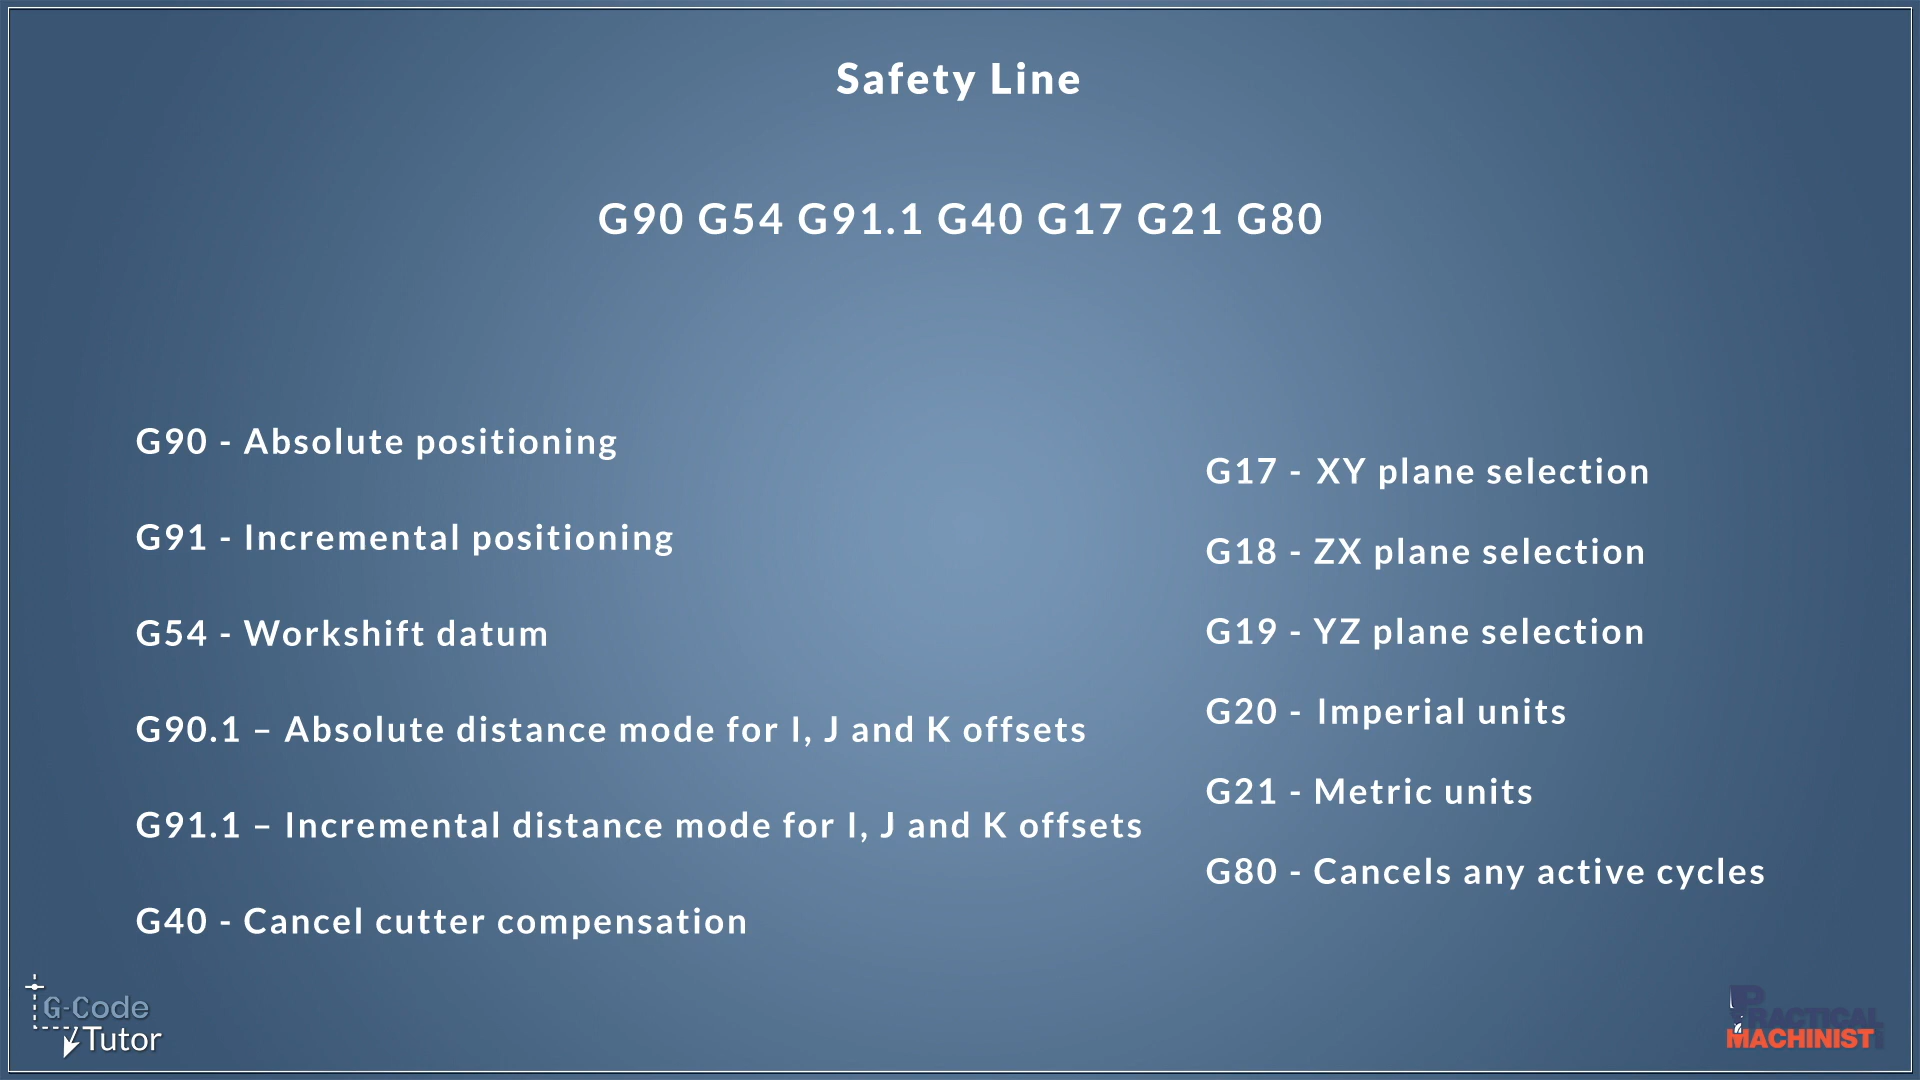 Safety Line
G90 G54 G91.1 G40 G17 G21 G80
G90 - Absolute positioning
G91 - Incremental positioning
G54 - Workshift datum
G90.1 – Absolute distance mode for I, J and K offsets
G91.1 – Incremental distance mode for I, J and K offsets
G40 - Cancel cutter compensation
G17 - XY plane selection
G18 - ZX plane selection
G19 - YZ plane selection
G20 - Imperial units
G21 - Metric units
G80 - Cancels any active cycles
G-Code
Tutor
PRACTICAL
MACHINIST